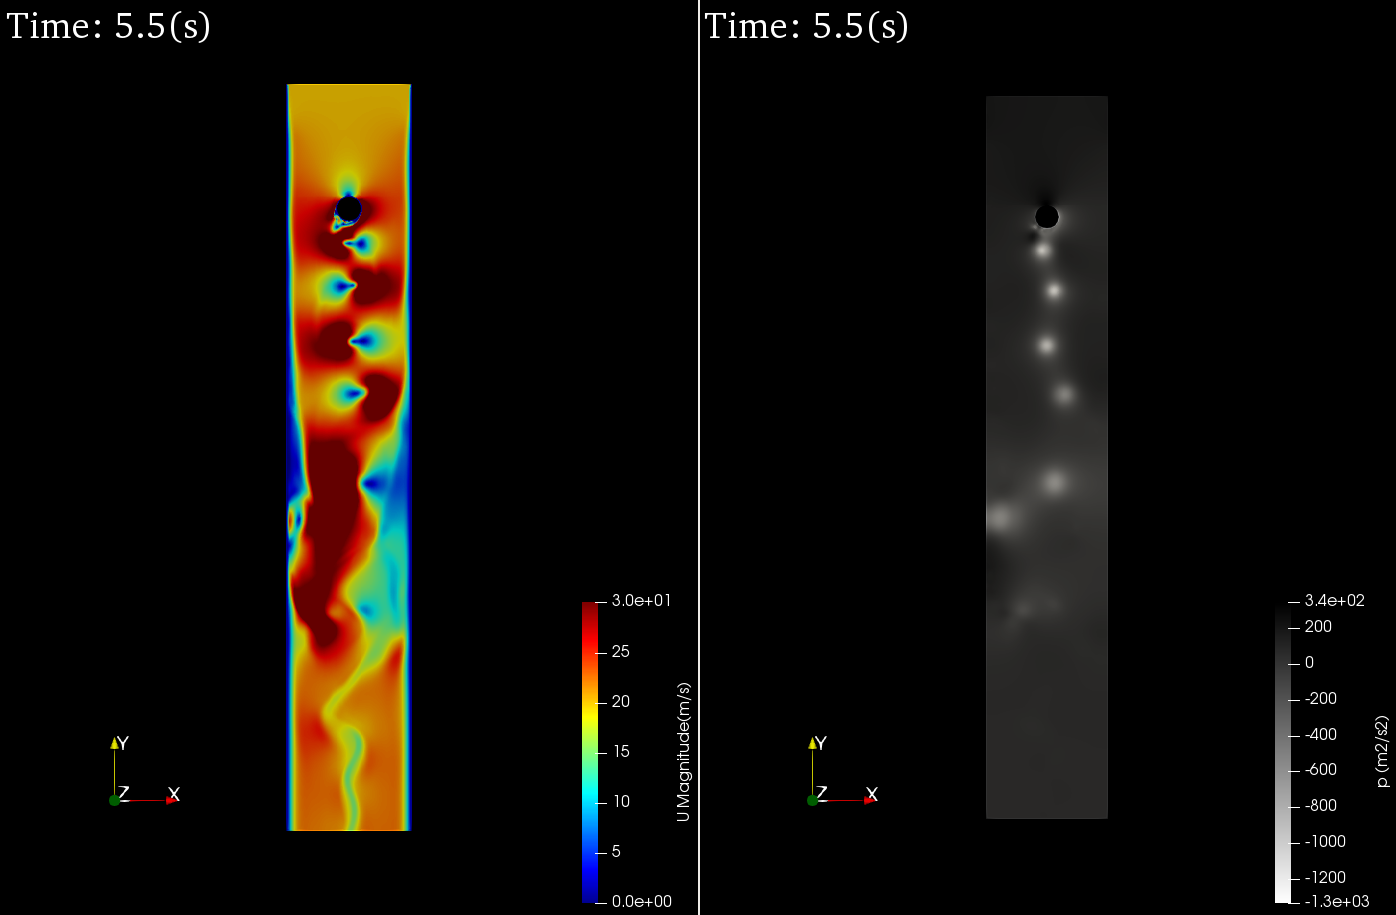 Time: 5.5(s)
3.0e+01
25
20
15
10
5
0.0e+00
U Magnitude(m/s)
Y
Z
X
Time: 5.5(s)
3.4e+02
200
0
-200
-400
-600
-800
-1000
-1200
-1.3e+03
p (m2/s2)
Y
Z
X